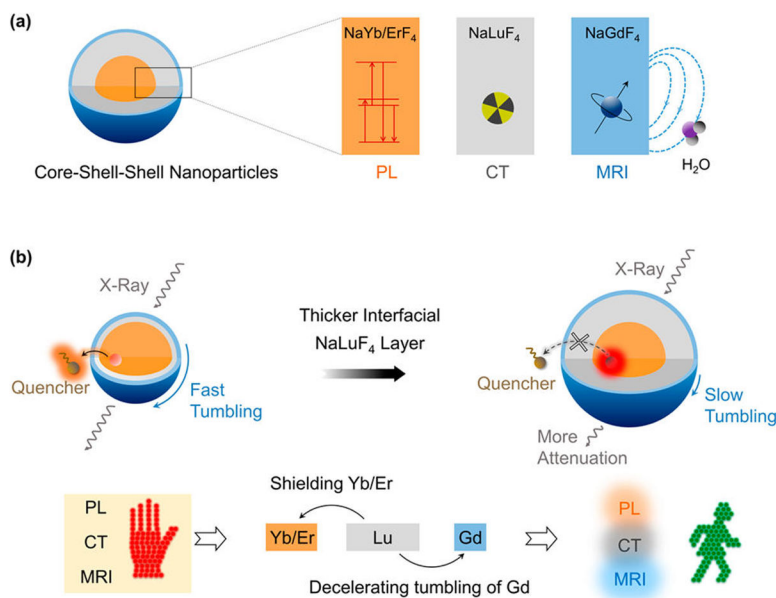 (a)
NaYb/ErF₄
NaLuF₄
NaGdF₄
H₂O
Core-Shell-Shell Nanoparticles
PL
CT
MRI
(b)
X-Ray
Quencher
Fast
Tumbling
Thicker Interfacial
NaLuF₄ Layer
X-Ray
Quencher
Slow
Tumbling
More
Attenuation
PL
CT
MRI
Shielding Yb/Er
Yb/Er
Lu
Gd
Decelerating tumbling of Gd
PL
CT
MRI